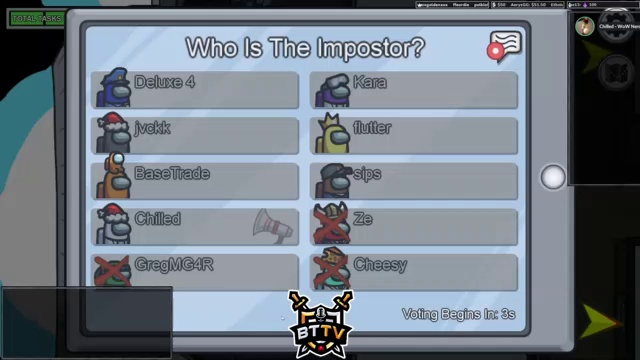 TOTAL TASKS
Who Is The Impostor?
Deluxe 4
Kara
jvckk
flutter
BaseTrade
sips
Chilled
Ze
GregMG4R
Cheesy
BTTV
Voting Begins In: 3s